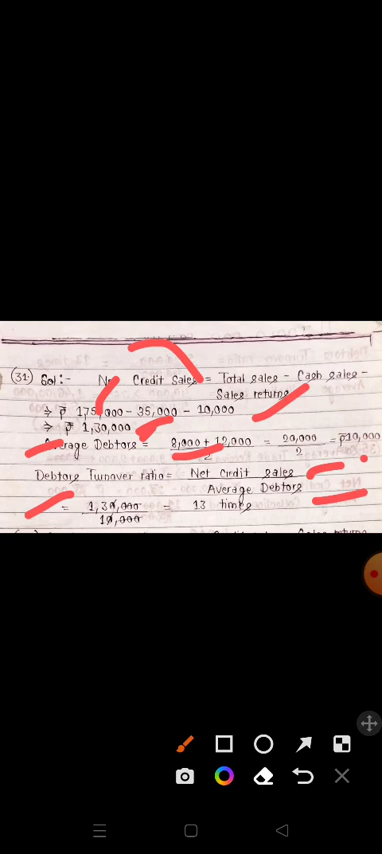 (31) Sol:- Net Credit Sales = Total sales - Cash sales -
Sales returns
⇒ ₹ 175,000 - 35,000 - 10,000
⇒ ₹ 1,30,000
Average Debtors = 8,000 + 12,000 / 2 = 20,000 / 2 = ₹10,000
Debtors Turnover ratio = Net Credit sales / Average Debtors
= 1,30,000 / 10,000 = 13 times